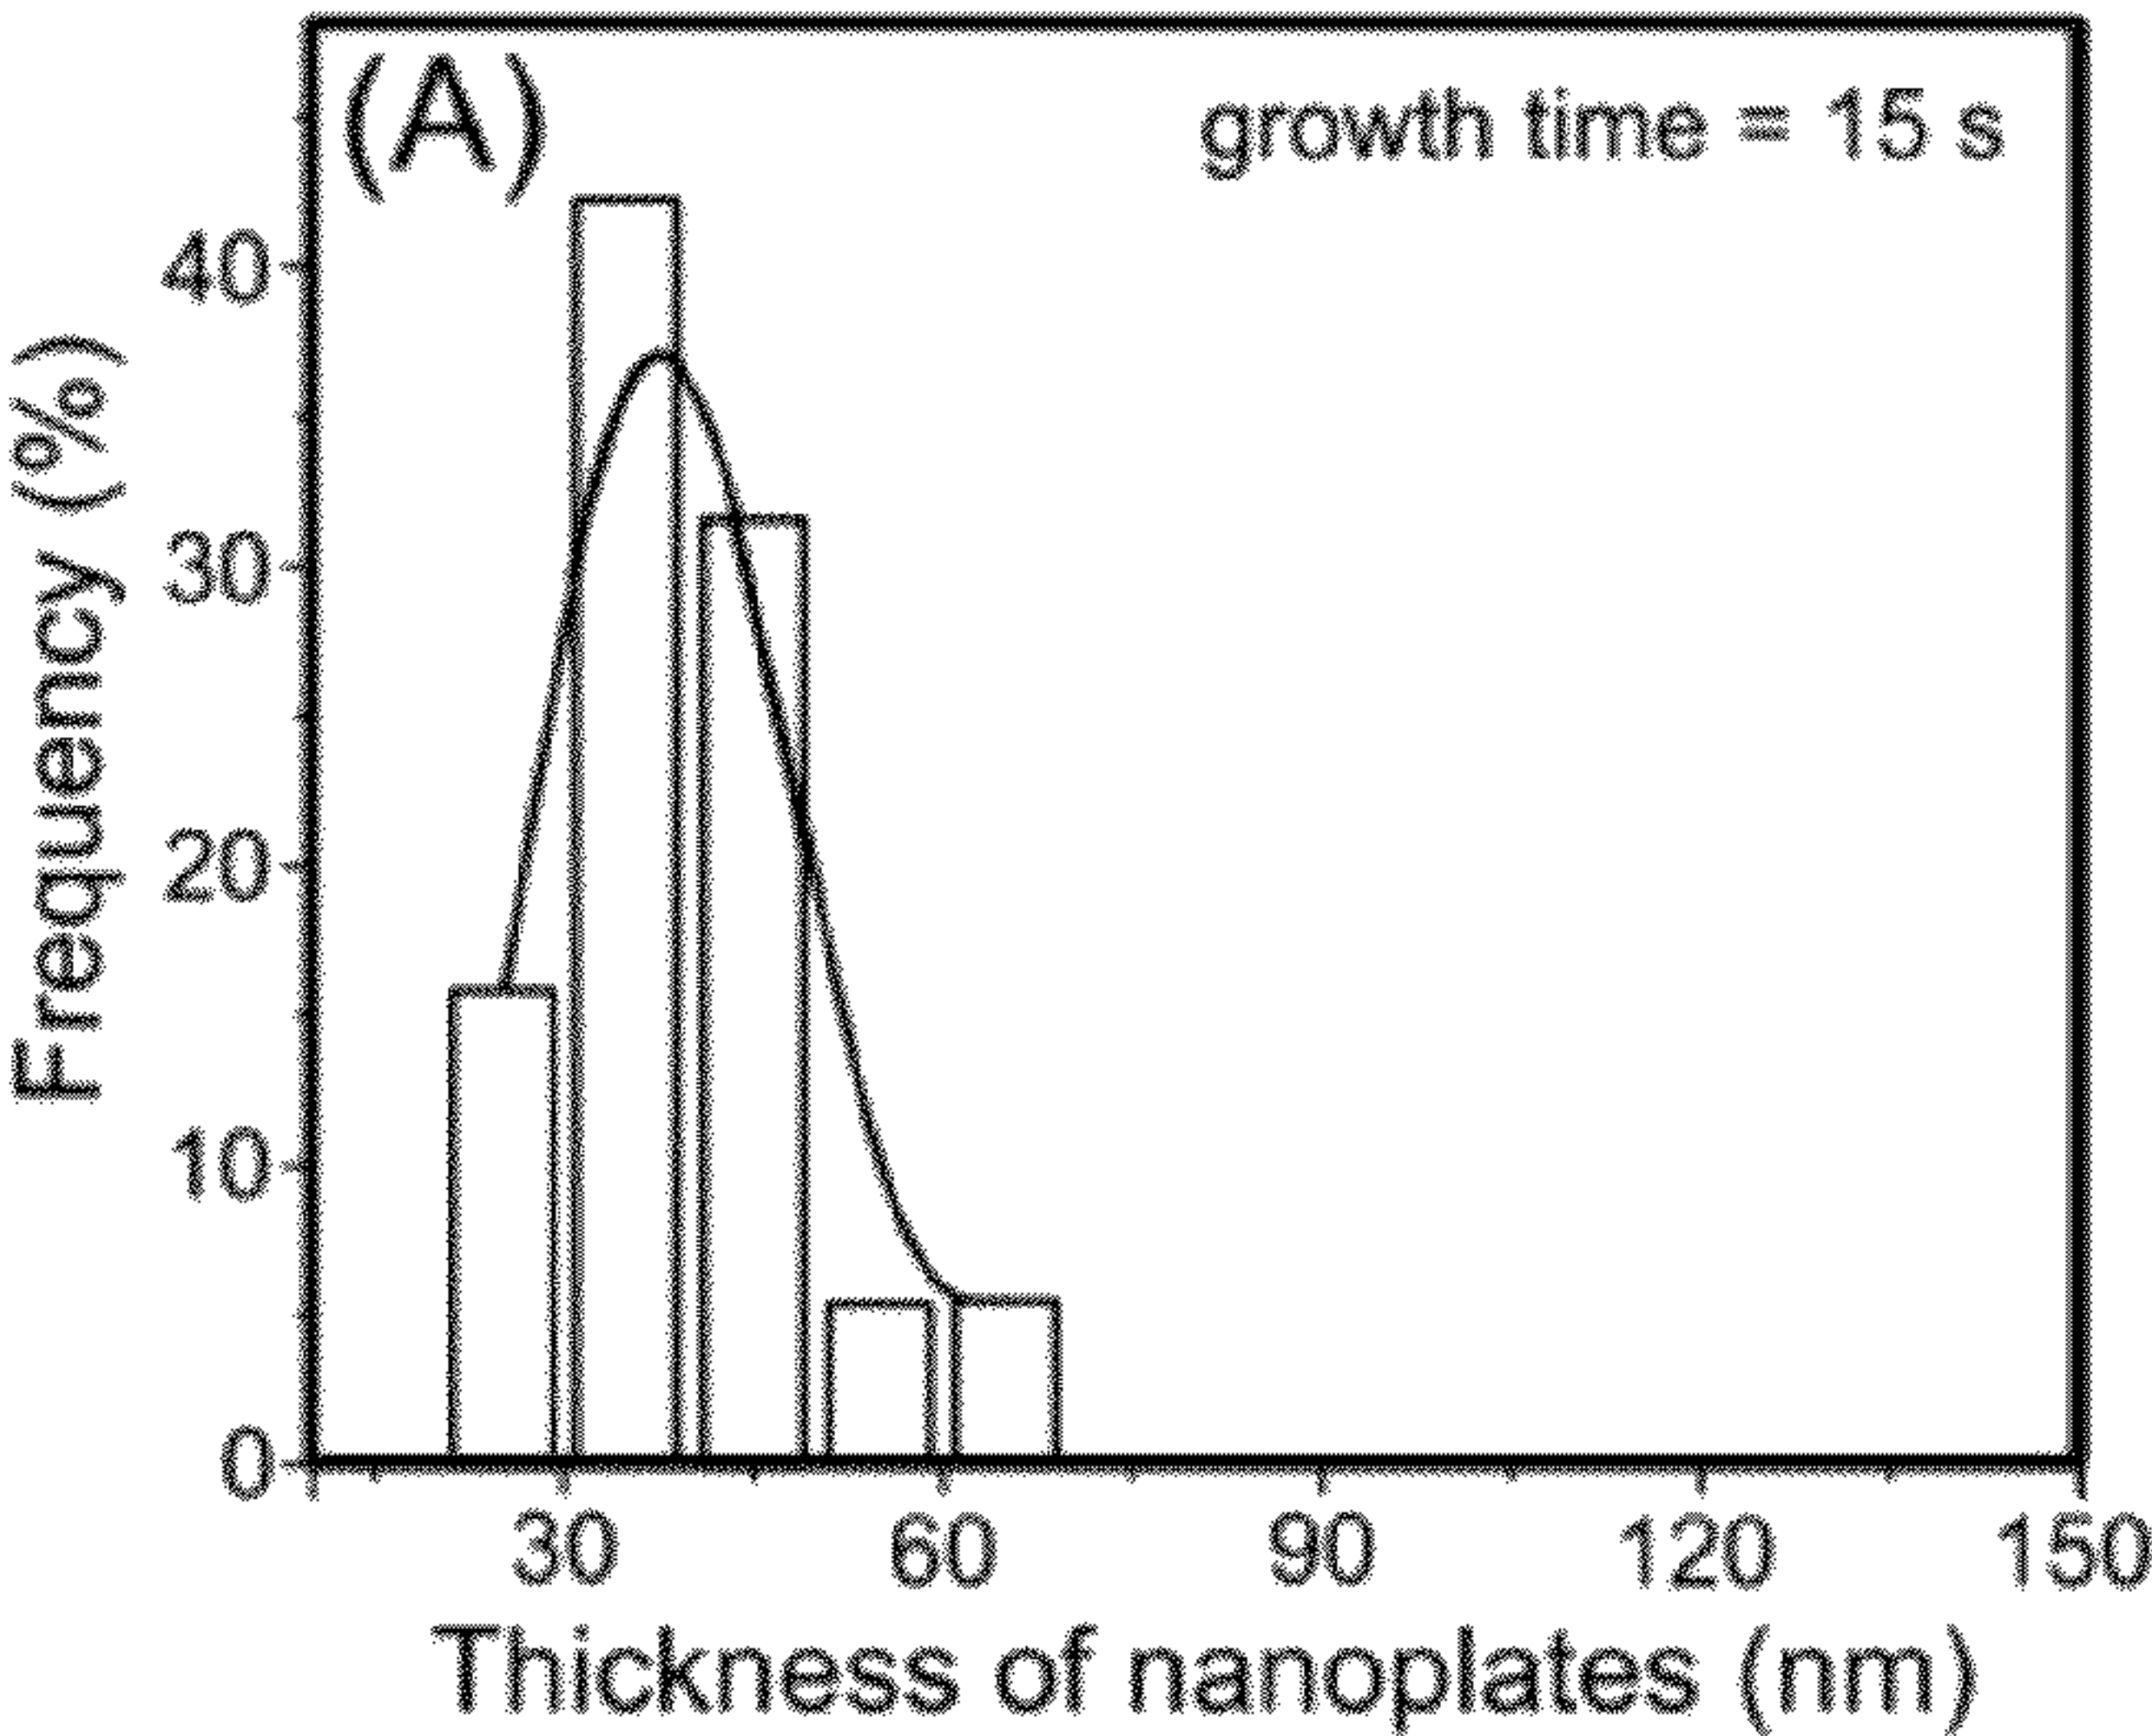 (A)
growth time = 15 s
40
30
20
10
0
Frequency (%)
30 60 90 120 150
Thickness of nanoplates (nm)